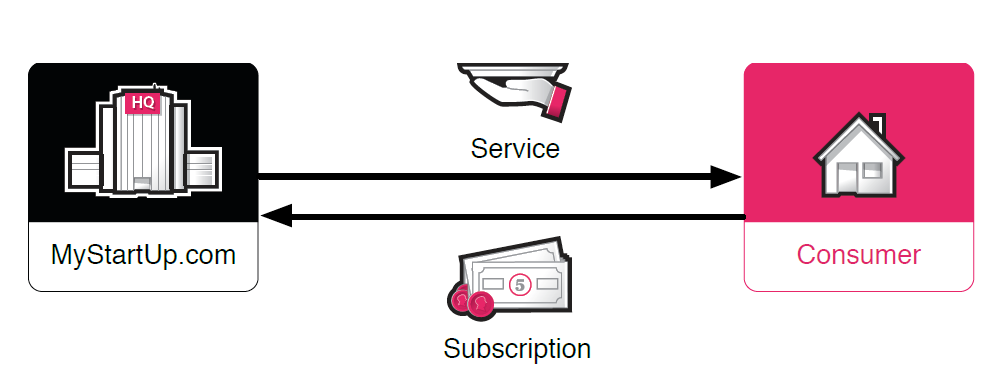 HQ
Service
MyStartUp.com
Consumer
5
Subscription